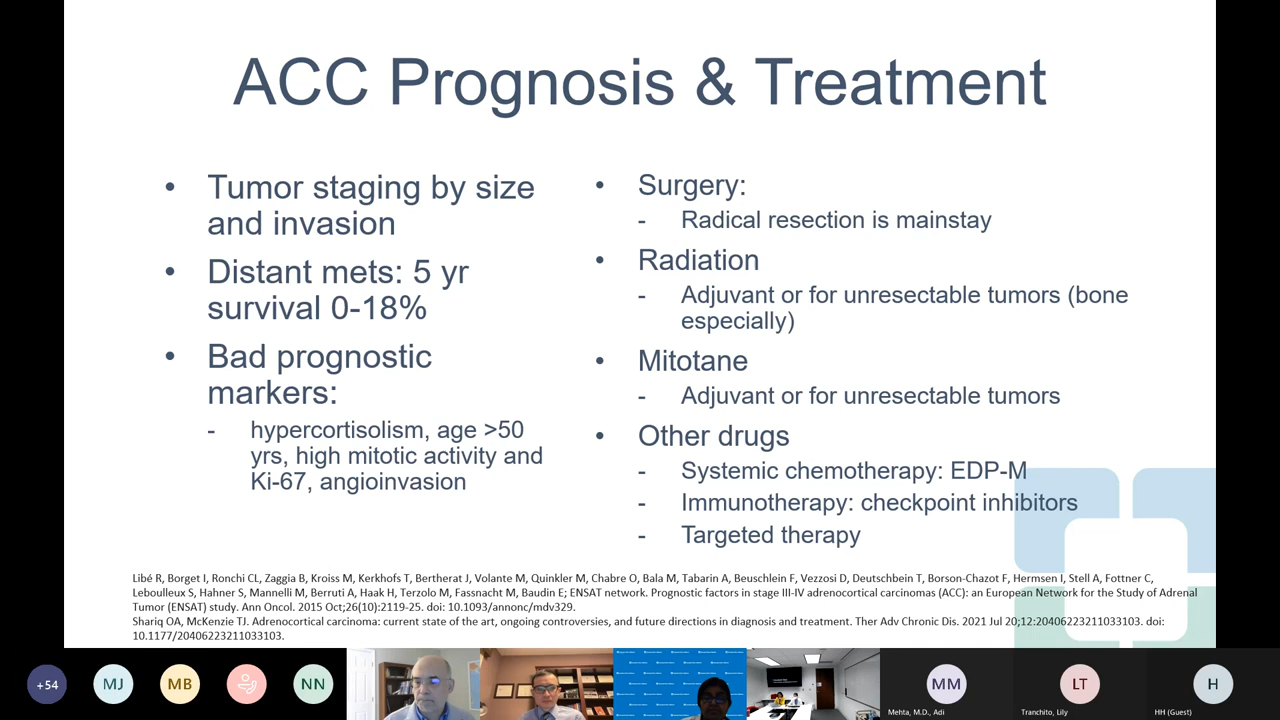 ACC Prognosis & Treatment
• Tumor staging by size
and invasion
• Distant mets: 5 yr
survival 0-18%
• Bad prognostic
markers:
- hypercortisolism, age >50
yrs, high mitotic activity and
Ki-67, angioinvasion
• Surgery:
- Radical resection is mainstay
• Radiation
- Adjuvant or for unresectable tumors (bone
especially)
• Mitotane
- Adjuvant or for unresectable tumors
• Other drugs
- Systemic chemotherapy: EDP-M
- Immunotherapy: checkpoint inhibitors
- Targeted therapy
Libé R, Borget I, Ronchi CL, Zaggia B, Kroiss M, Kerkhofs T, Bertherat J, Volante M, Quinkler M, Chabre O, Bala M, Tabarin A, Beuschlein F, Vezzosi D, Deutschbein T, Borson-Chazot F, Hermsen I, Stell A, Fottner C,
Leboulleux S, Hahner S, Mannelli M, Berruti A, Haak H, Terzolo M, Fassnacht M, Baudin E; ENSAT network. Prognostic factors in stage III-IV adrenocortical carcinomas (ACC): an European Network for the Study of Adrenal
Tumor (ENSAT) study. Ann Oncol. 2015 Oct;26(10):2119-25. doi: 10.1093/annonc/mdv329.
Shariq OA, McKenzie TJ. Adrenocortical carcinoma: current state of the art, ongoing controversies, and future directions in diagnosis and treatment. Ther Adv Chronic Dis. 2021 Jul 20;12:20406223211033103. doi:
10.1177/20406223211033103.
+54
MJ
MB
NN
MM
LT
H
Mehta, M.D., Adi
Tranchito, Lily
HH (Guest)